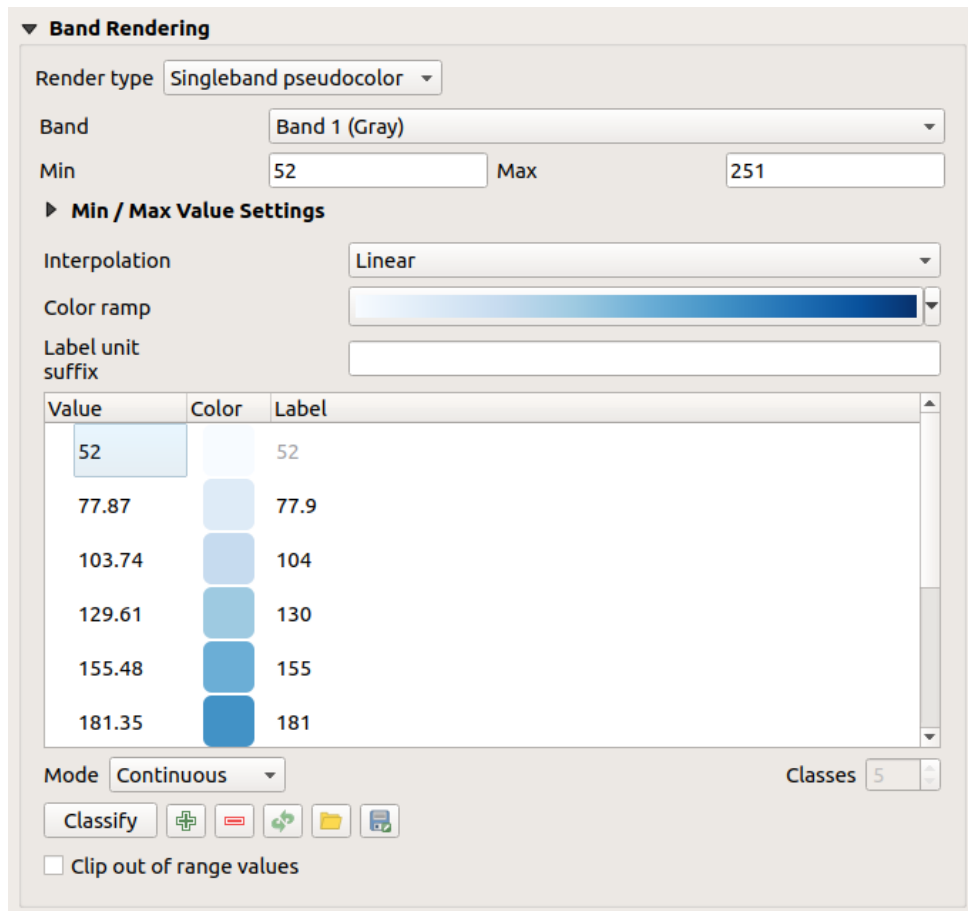 Band Rendering
Render type Singleband pseudocolor
Band Band 1 (Gray)
Min 52 Max 251
Min / Max Value Settings
Interpolation Linear
Color ramp
Label unit
suffix
Value Color Label
52 52
77.87 77.9
103.74 104
129.61 130
155.48 155
181.35 181
Mode Continuous Classes 5
Classify
Clip out of range values